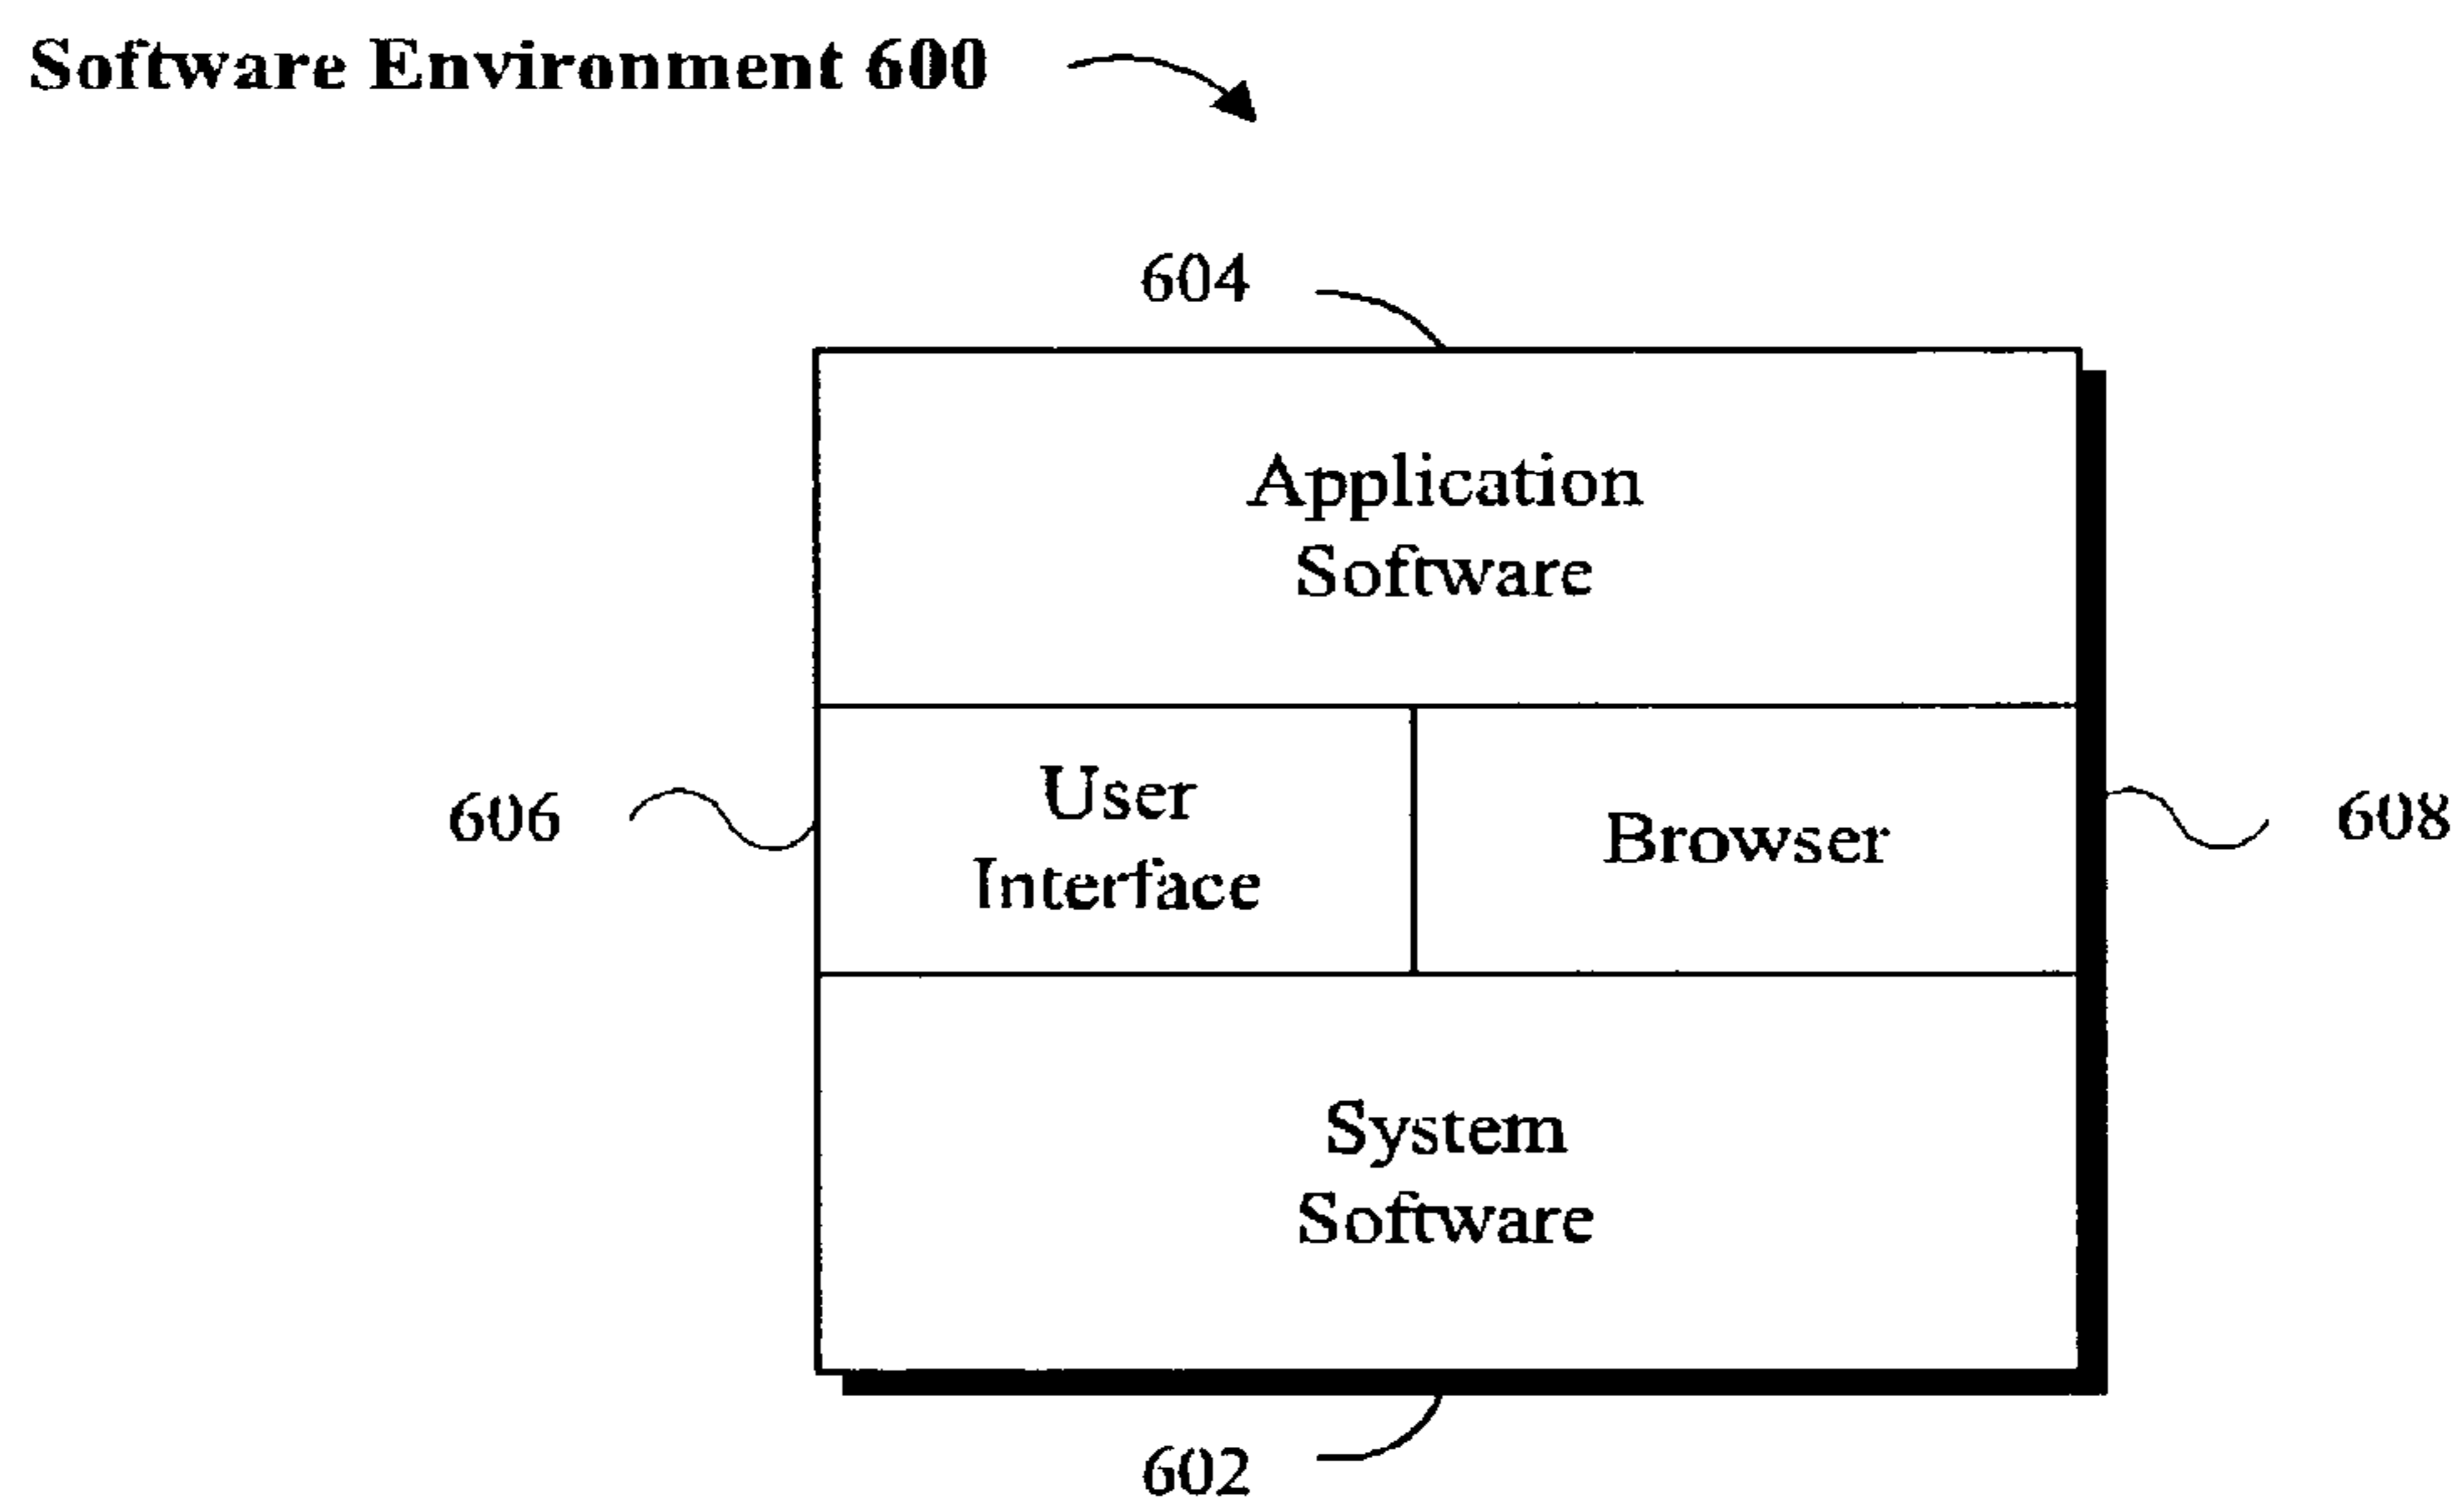 Software Environment 600
604
Application
Software
606
User
Interface
Browser
608
System
Software
602